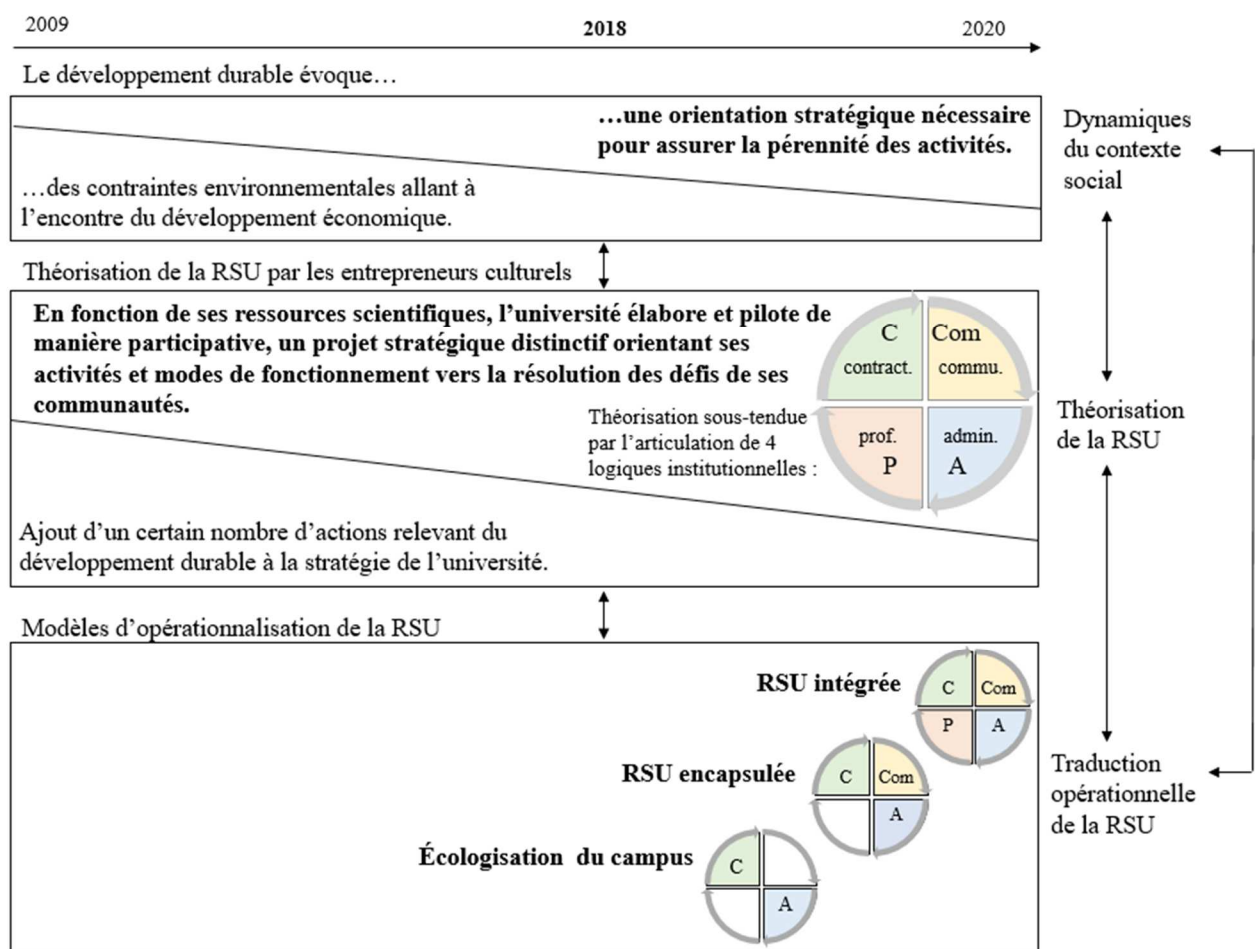 2009 2018 2020
Le développement durable évoque…
…une orientation stratégique nécessaire
pour assurer la pérennité des activités.
…des contraintes environnementales allant à
l’encontre du développement économique.
Dynamiques
du contexte
social
Théorisation de la RSU par les entrepreneurs culturels
En fonction de ses ressources scientifiques, l’université élabore et pilote de
manière participative, un projet stratégique distinctif orientant ses
activités et modes de fonctionnement vers la résolution des défis de ses
communautés.
C Com
contract. commu.
prof. admin.
P A
Théorisation sous-tendue
par l’articulation de 4
logiques institutionnelles :
Théorisation
de la RSU
Ajout d’un certain nombre d’actions relevant du
développement durable à la stratégie de l’université.
Modèles d’opérationnalisation de la RSU
RSU intégrée
C Com
P A
RSU encapsulée
C Com
A
Écologisation du campus
C
A
Traduction
opérationnelle
de la RSU